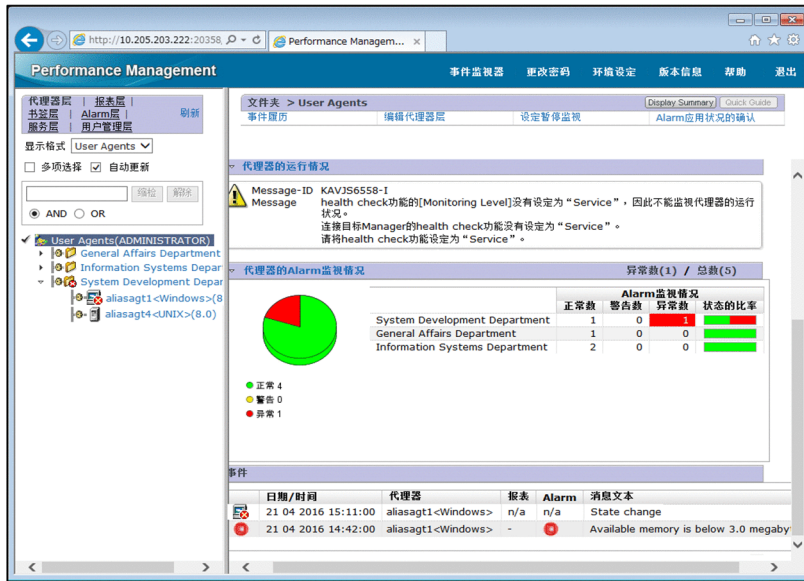 http://10.205.203.222:20358,
Performance Managem...
Performance Management
事件监视器 更改密码 环境设定 版本信息 帮助 退出
代理器层 | 报表层 |
书签层 | Alarm层 | 刷新
服务层 | 用户管理层
显示格式 User Agents
多项选择 自动更新
缩检 解除
AND OR
User Agents(ADMINISTRATOR)
General Affairs Department
Information Systems Depar
System Development Depar
aliasagt1<Windows>(8
aliasagt4<UNIX>(8.0)
文件夹 > User Agents Display Summary Quick Guide
事件履历 编辑代理器层 设定暂停监视 Alarm应用状况的确认
代理器的运行情况
Message-ID KAVJS6558-I
Message health check功能的[Monitoring Level]没有设定为“Service”，因此不能监视代理器的运行
状况。
连接目标Manager的health check功能没有设定为“Service”。
请将health check功能设定为“Service”。
代理器的Alarm监视情况 异常数(1) / 总数(5)
Alarm监视情况
正常数 警告数 异常数 状态的比率
System Development Department 1 0 1
General Affairs Department 1 0 0
Information Systems Department 2 0 0
正常 4
警告 0
异常 1
事件
日期/时间 代理器 报表 Alarm 消息文本
21 04 2016 15:11:00 aliasagt1<Windows> n/a n/a State change
21 04 2016 14:42:00 aliasagt1<Windows> - Available memory is below 3.0 megaby